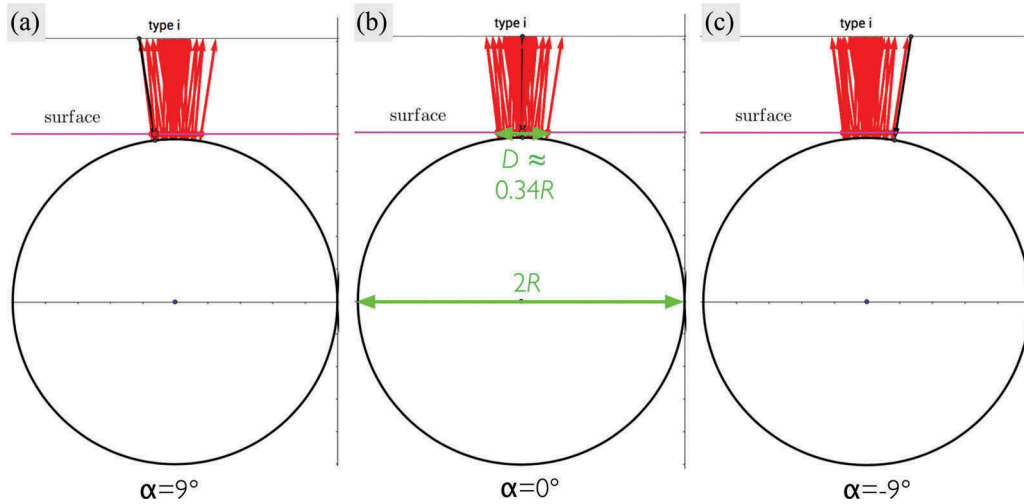 (a)
type i
surface
α=9°
(b)
type i
surface
D ≈
0.34R
2R
α=0°
(c)
type i
surface
α=-9°